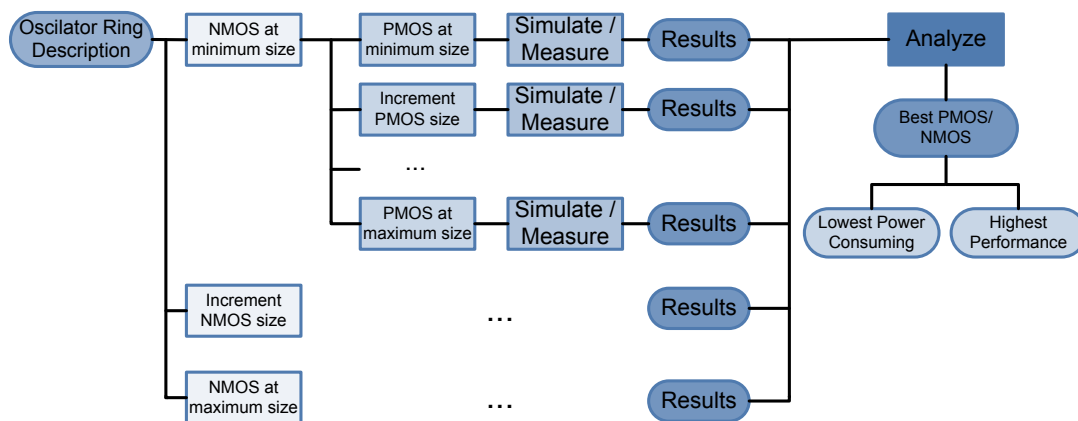 Oscilator Ring
Description
NMOS at
minimum size
PMOS at
minimum size
Simulate /
Measure
Results
Analyze
Increment
PMOS size
Simulate /
Measure
Results
Best PMOS/
NMOS
...
PMOS at
maximum size
Simulate /
Measure
Results
Lowest Power
Consuming
Highest
Performance
Increment
NMOS size
...
Results
NMOS at
maximum size
...
Results